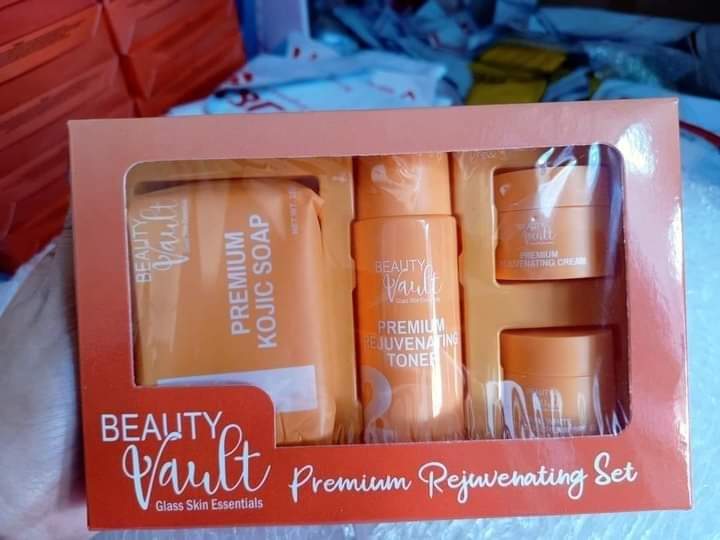 BEAUTY
Vault
PREMIUM
KOJIC SOAP
BEAUTY
Vault
Glass Skin Essentials
PREMIUM
REJUVENATING
TONER
Vault
PREMIUM
REJUVENATING CREAM
BEAUTY
Vault
Glass Skin Essentials
Premium Rejuvenating Set